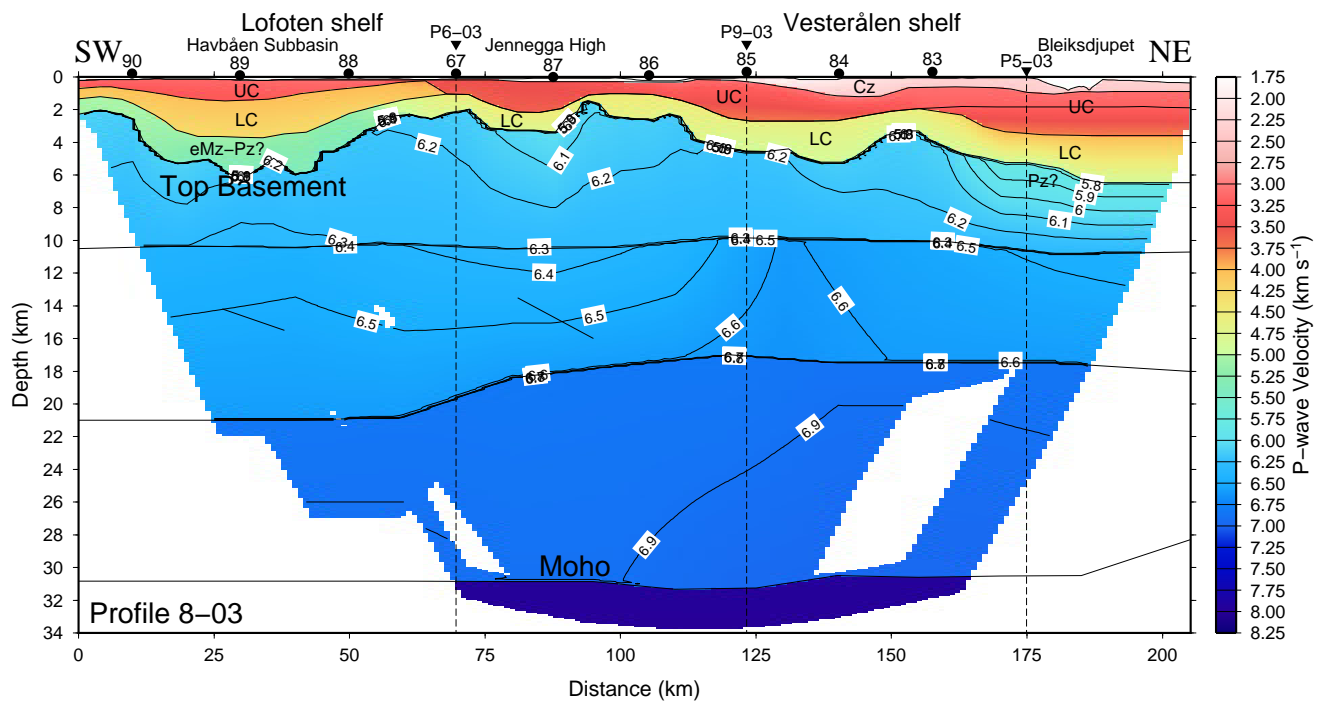 Lofoten shelf Vesterålen shelf
P6−03 P9−03
SW Havbåen Subbasin Jennegga High Bleiksdjupet NE
90 89 88 67 87 86 85 84 83 P5−03
UC UC Cz UC
LC LC LC LC
eMz−Pz? Pz?
Top Basement
6.2 6.2 6.1 6.2 6.2 6.2 5.8 5.9 6 6.1
6.3 6.4 6.3 6.4 6.5 6.5
6.4 6.5 6.5 6.6 6.6
6.6
6.9
6.9
Moho
Profile 8−03
0
2
4
6
8
10
12
14
16
18
20
22
24
26
28
30
32
34
Depth (km)
0 25 50 75 100 125 150 175 200
Distance (km)
1.75
2.00
2.25
2.50
2.75
3.00
3.25
3.50
3.75
4.00
4.25
4.50
4.75
5.00
5.25
5.50
5.75
6.00
6.25
6.50
6.75
7.00
7.25
7.50
7.75
8.00
8.25
P−wave Velocity (km s⁻¹)